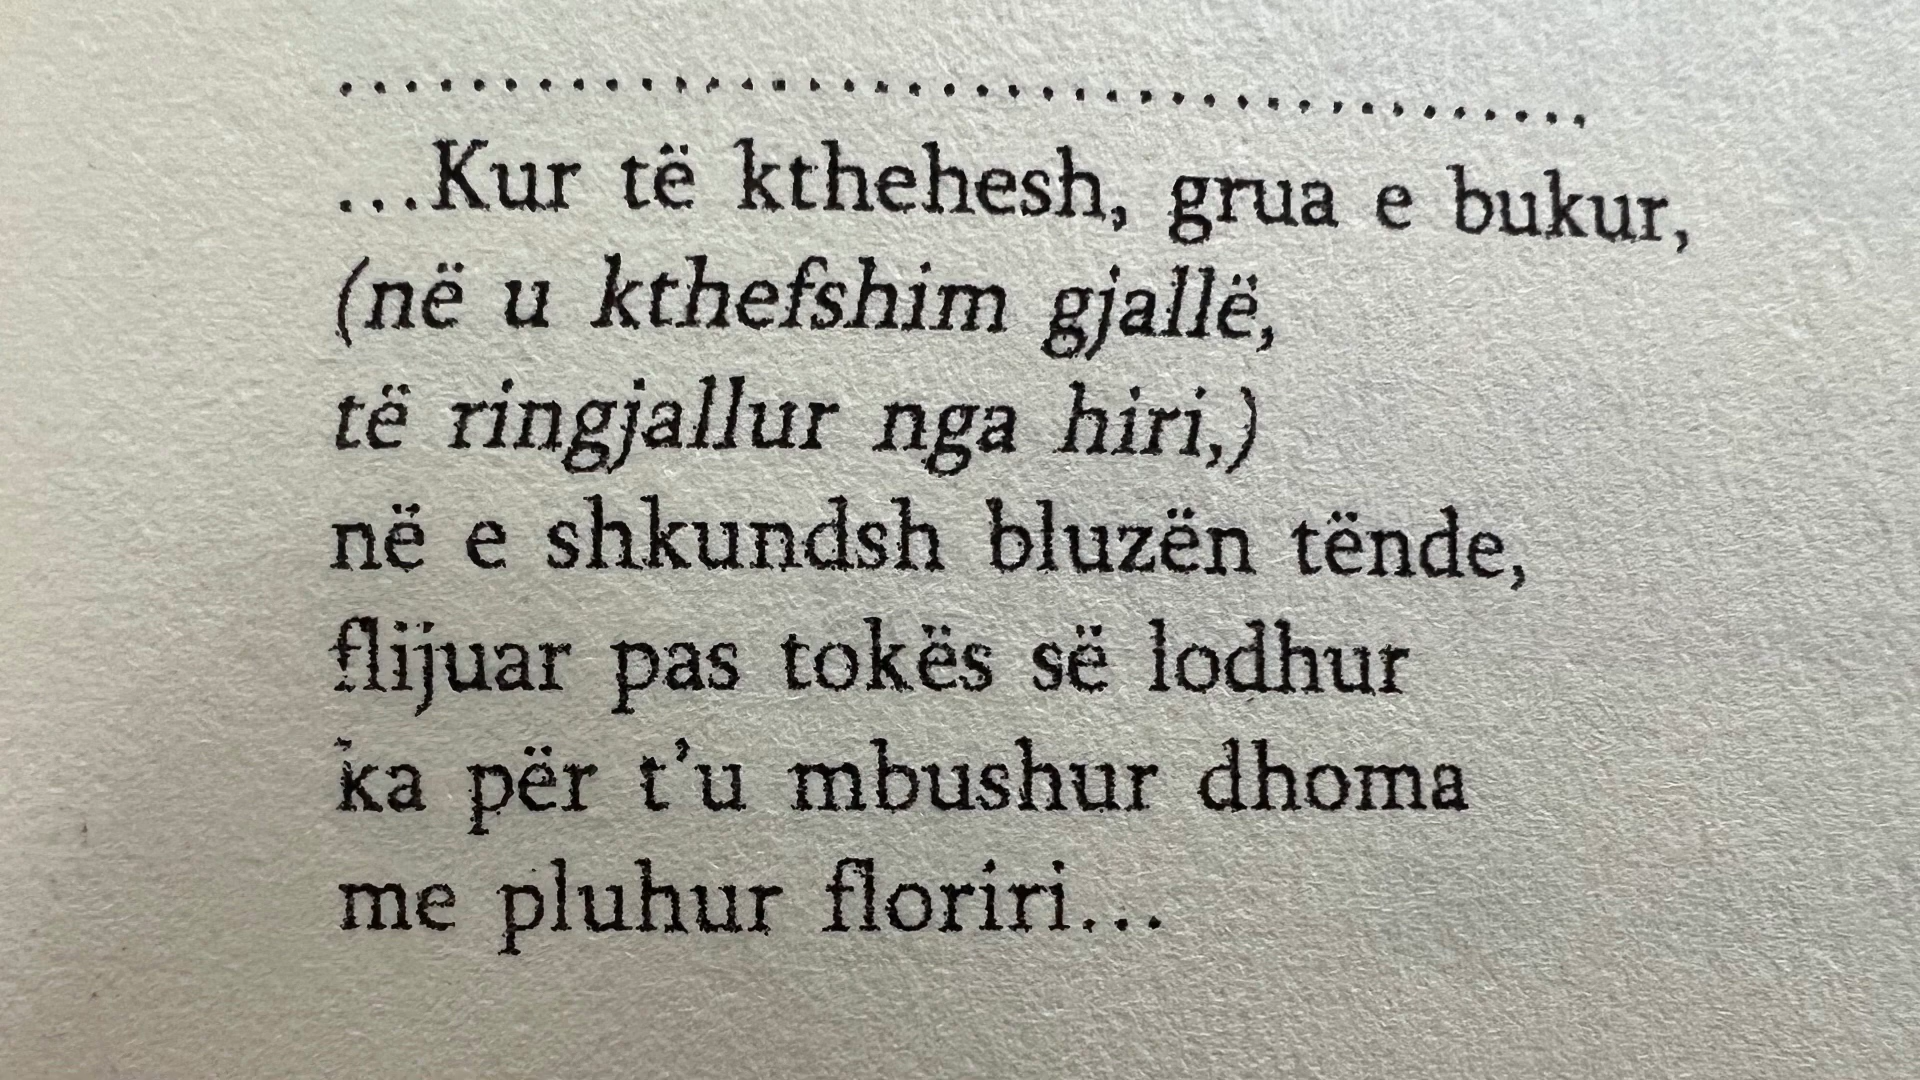 .......................................
...Kur të kthehesh, grua e bukur,
(në u kthefshim gjallë,
të ringjallur nga hiri,)
në e shkundsh bluzën tënde,
flijuar pas tokës së lodhur
ka për t’u mbushur dhoma
me pluhur floriri...